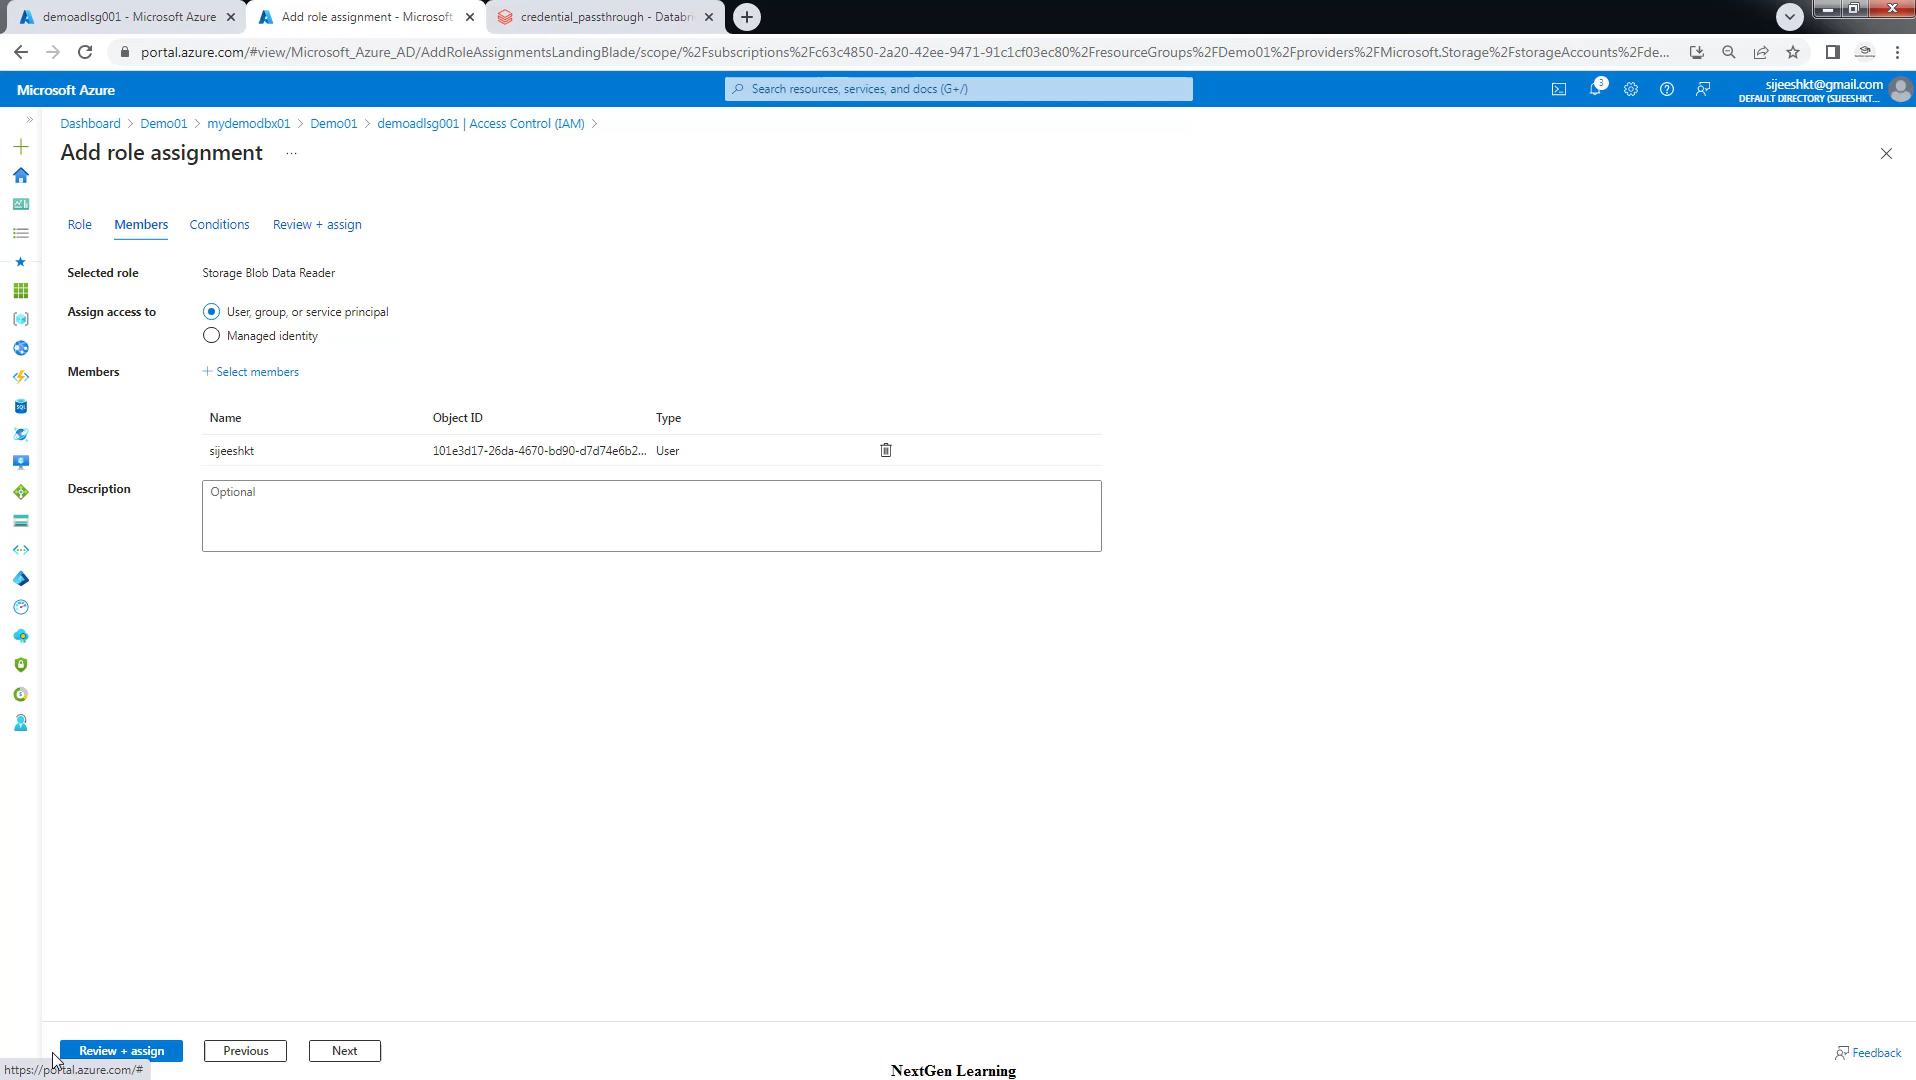 demoadlsg001 - Microsoft Azure
Add role assignment - Microsoft
credential_passthrough - Databri
portal.azure.com/#view/Microsoft_Azure_AD/AddRoleAssignmentsLandingBlade/scope/%2Fsubscriptions%2Fc63c4850-2a20-42ee-9471-91c1cf03ec80%2FresourceGroups%2FDemo01%2Fproviders%2FMicrosoft.Storage%2FstorageAccounts%2Fde...
Microsoft Azure
Search resources, services, and docs (G+/)
3
sijeeshkt@gmail.com
DEFAULT DIRECTORY (SIJEESHKT...
Dashboard > Demo01 > mydemodbx01 > Demo01 > demoadlsg001 | Access Control (IAM) >
Add role assignment ...
Role Members Conditions Review + assign
Selected role Storage Blob Data Reader
Assign access to User, group, or service principal
Managed identity
Members + Select members
Name Object ID Type
sijeeshkt 101e3d17-26da-4670-bd90-d7d74e6b2... User
Description Optional
Review + assign Previous Next
Feedback
https://portal.azure.com/#
NextGen Learning